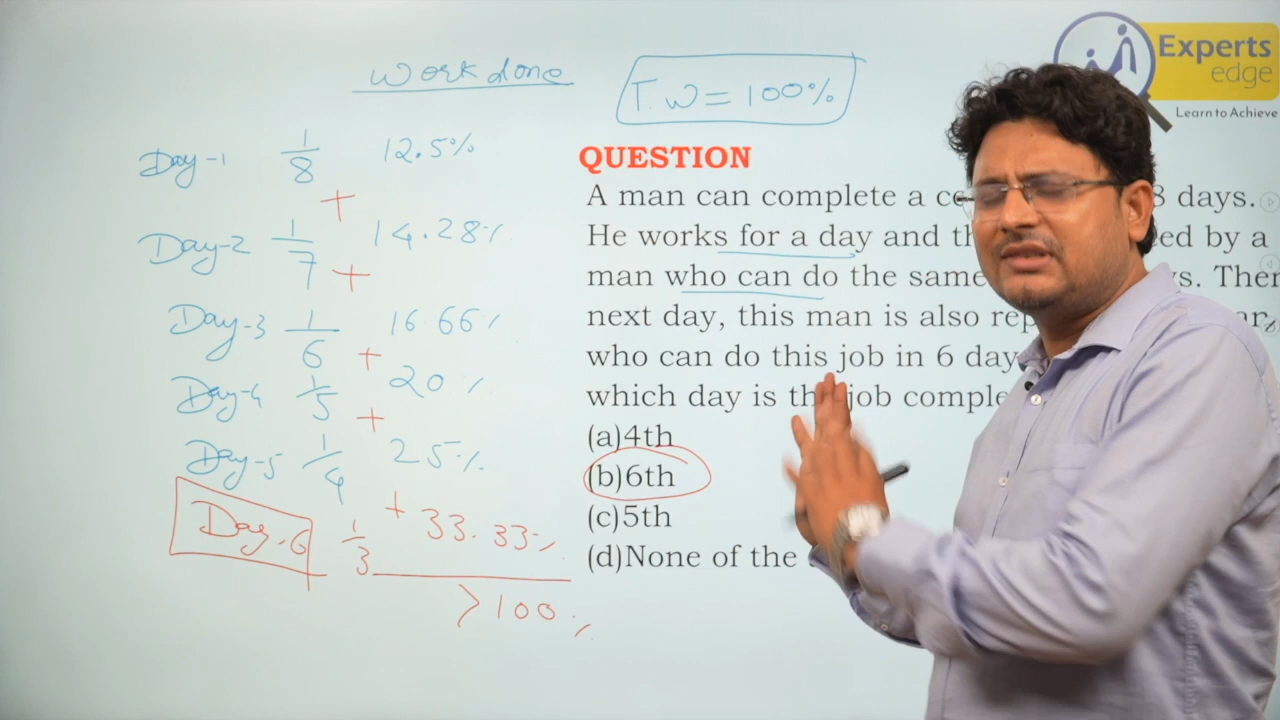 work done
T.W = 100%
Experts
edge
Learn to Achieve
Day-1 1/8 12.5%
+
Day-2 1/7 14.28%
+
Day-3 1/6 16.66%
+
Day-4 1/5 20%
+
Day-5 1/4 25%
+
Day-6 1/3 33.33%
>100%
QUESTION
A man can complete a ce 8 days.
He works for a day and th ed by a
man who can do the same s. Then
next day, this man is also rep
who can do this job in 6 day
which day is the job comple
(a)4th
(b)6th
(c)5th
(d)None of the